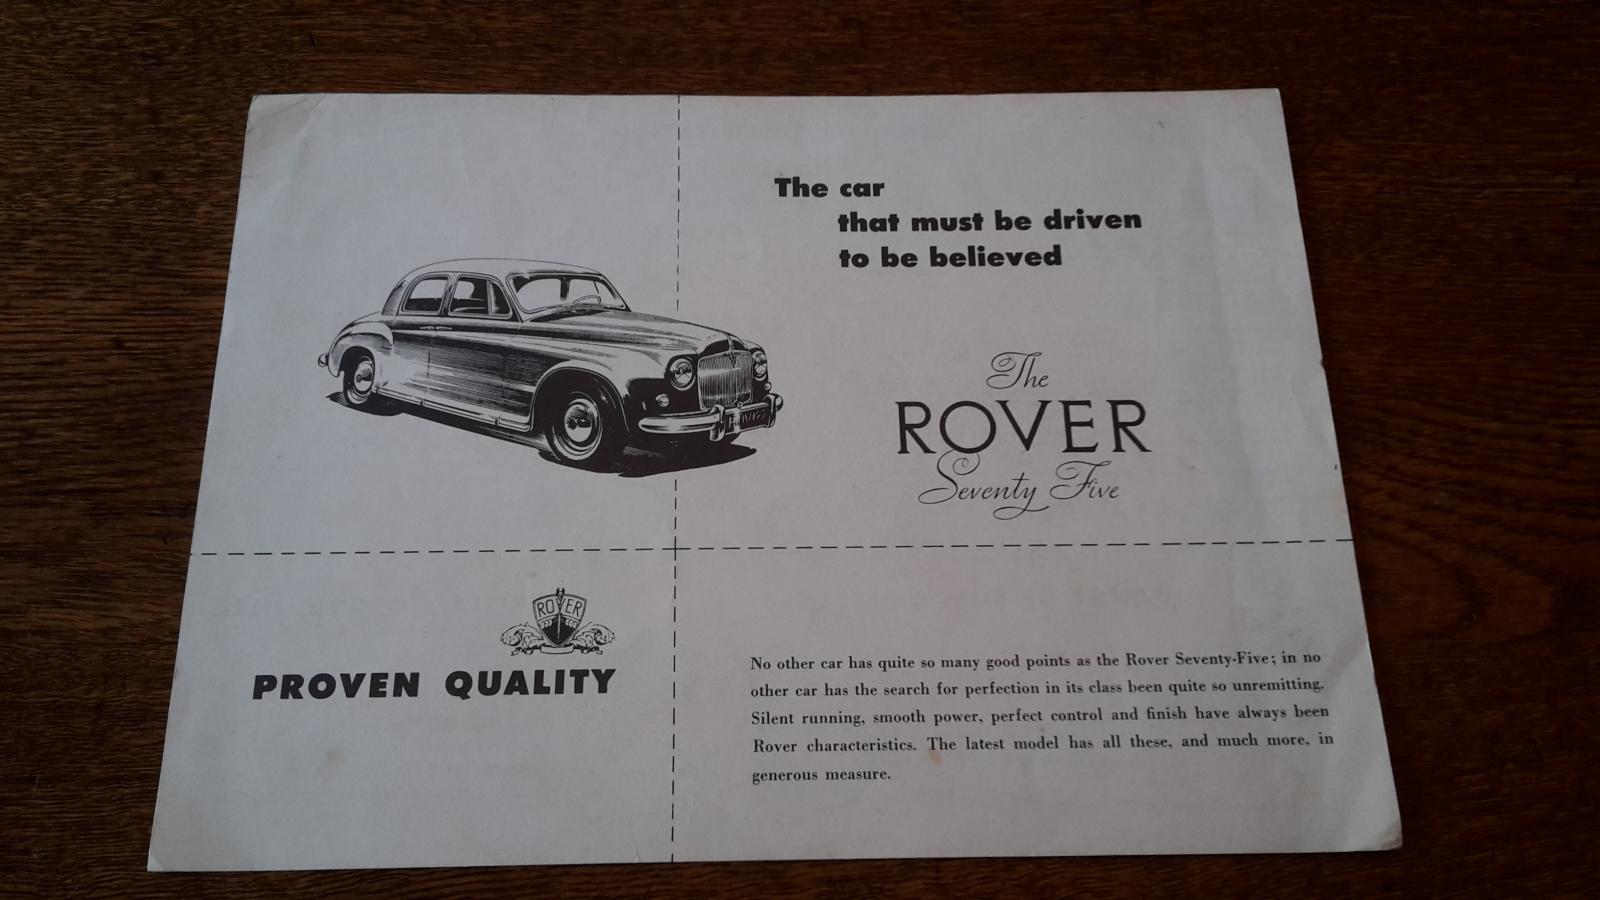 The car
that must be driven
to be believed
The
ROVER
Seventy Five
ROVER
PROVEN QUALITY
No other car has quite so many good points as the Rover Seventy-Five; in no
other car has the search for perfection in its class been quite so unremitting.
Silent running, smooth power, perfect control and finish have always been
Rover characteristics. The latest model has all these, and much more, in
generous measure.